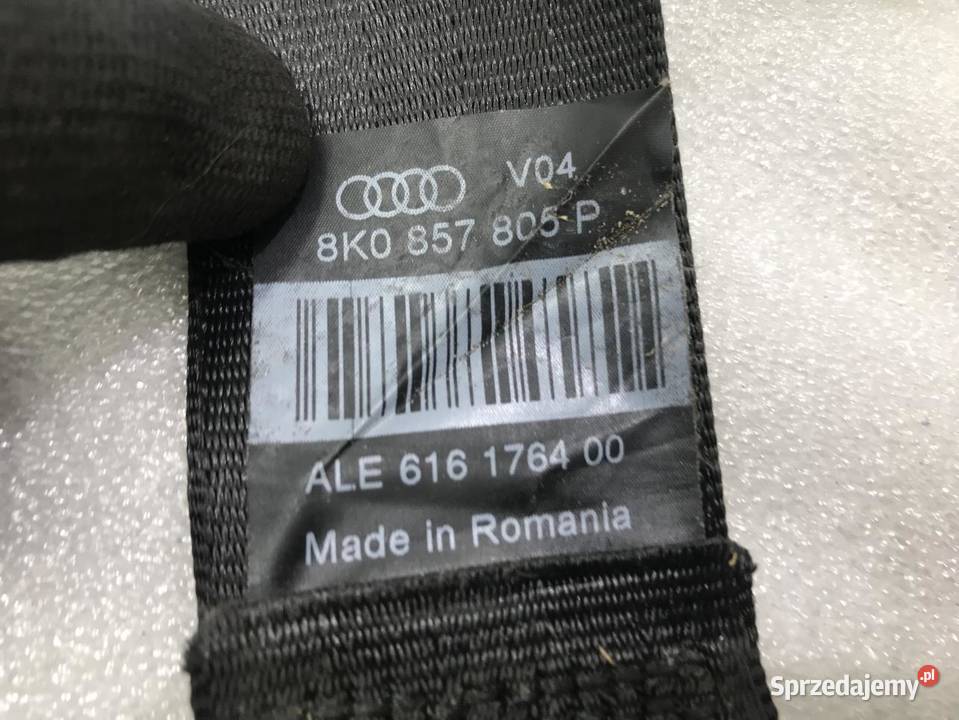 V04
8K0 857 805 P
ALE 616 1764 00
Made in Romania
Sprzedajemy.pl